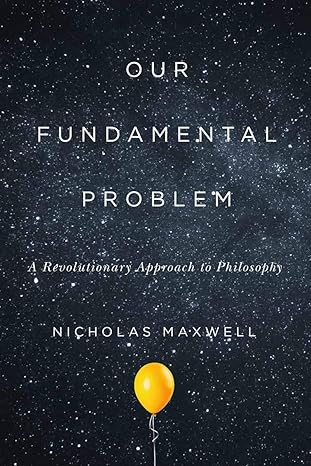 OUR
FUNDAMENTAL
PROBLEM
A Revolutionary Approach to Philosophy
NICHOLAS MAXWELL